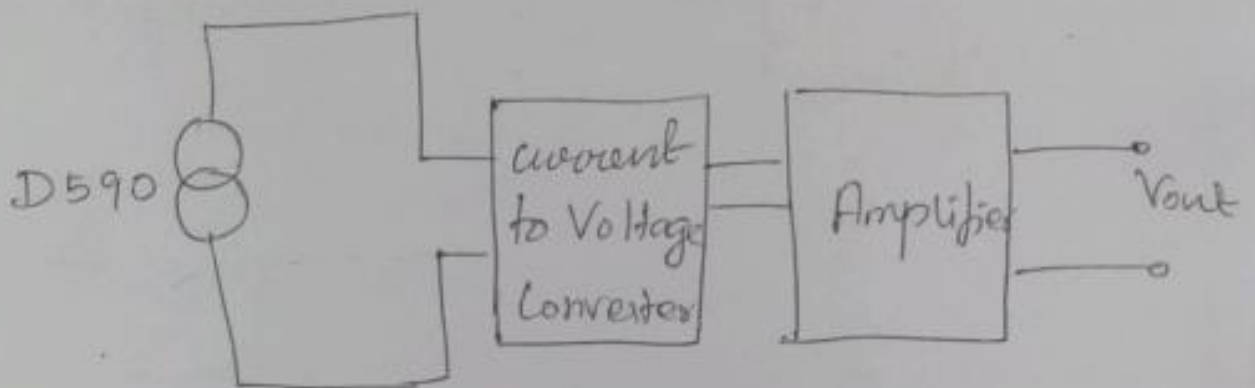 D590
current
to Voltage
Converter
Amplifier
Vout